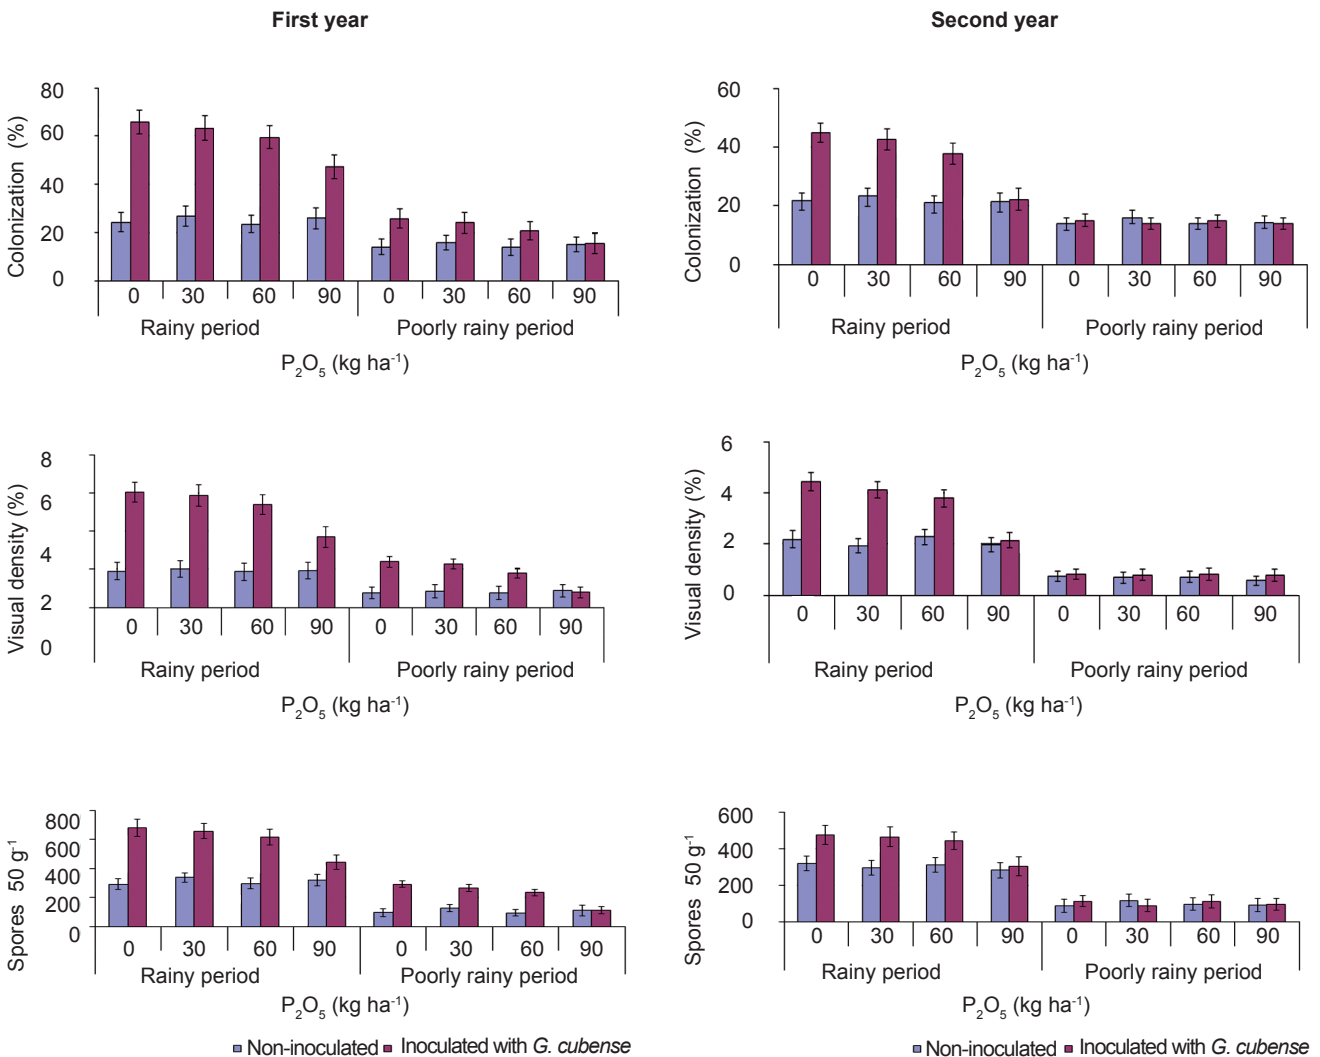 First year
Second year
Colonization (%)
80
60
40
20
0
0 30 60 90 0 30 60 90
Rainy period Poorly rainy period
P₂O₅ (kg ha⁻¹)
Colonization (%)
60
40
20
0
0 30 60 90 0 30 60 90
Rainy period Poorly rainy period
P₂O₅ (kg ha⁻¹)
Visual density (%)
8
6
4
2
0
0 30 60 90 0 30 60 90
Rainy period Poorly rainy period
P₂O₅ (kg ha⁻¹)
Visual density (%)
6
4
2
0
0 30 60 90 0 30 60 90
Rainy period Poorly rainy period
P₂O₅ (kg ha⁻¹)
Spores 50 g⁻¹
800
600
400
200
0
0 30 60 90 0 30 60 90
Rainy period Poorly rainy period
P₂O₅ (kg ha⁻¹)
Non-inoculated Inoculated with G. cubense
Spores 50 g⁻¹
600
400
200
0
0 30 60 90 0 30 60 90
Rainy period Poorly rainy period
P₂O₅ (kg ha⁻¹)
Non-inoculated Inoculated with G. cubense